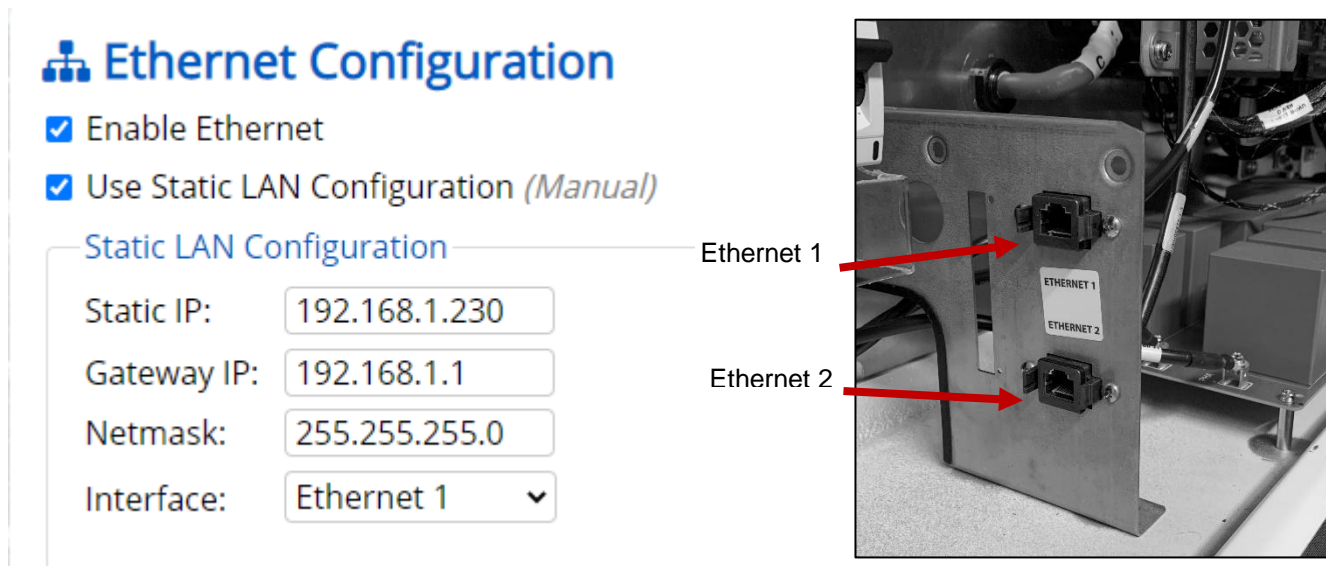 Ethernet Configuration
Enable Ethernet
Use Static LAN Configuration (Manual)
Static LAN Configuration
Static IP: 192.168.1.230
Gateway IP: 192.168.1.1
Netmask: 255.255.255.0
Interface: Ethernet 1
Ethernet 1
Ethernet 2
ETHERNET 1
ETHERNET 2
C